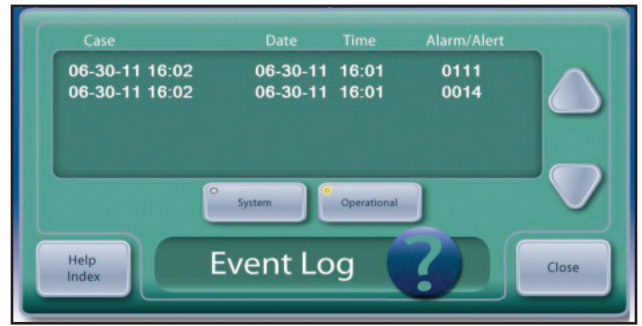 Case Date Time Alarm/Alert
06-30-11 16:02 06-30-11 16:01 0111
06-30-11 16:02 06-30-11 16:01 0014
System Operational
Help
Index
Event Log ?
Close